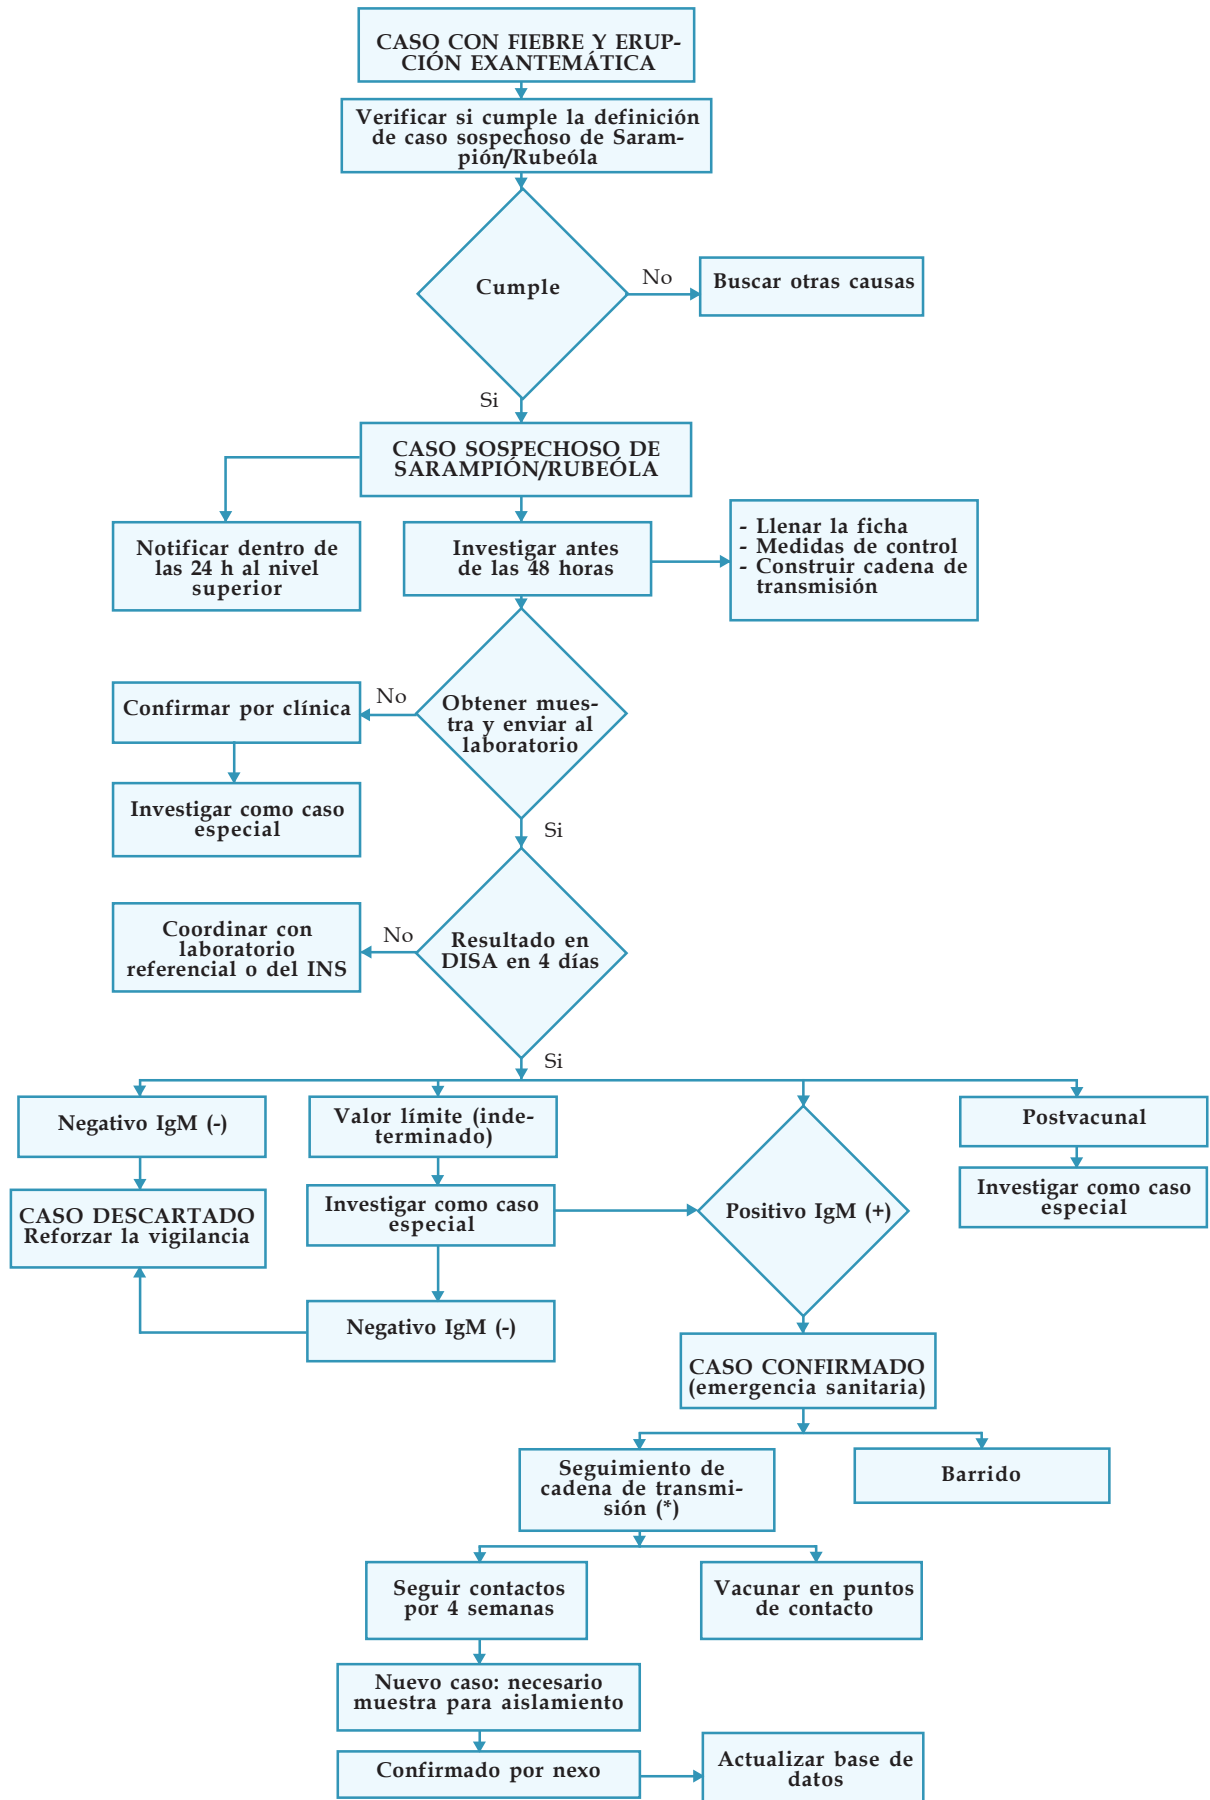 CASO CON FIEBRE Y ERUP-
CIÓN EXANTEMÁTICA
Verificar si cumple la definición
de caso sospechoso de Saram-
pión/Rubeóla
Cumple
No
Buscar otras causas
Si
CASO SOSPECHOSO DE
SARAMPIÓN/RUBEÓLA
Notificar dentro de
las 24 h al nivel
superior
Investigar antes
de las 48 horas
- Llenar la ficha
- Medidas de control
- Construir cadena de
transmisión
Confirmar por clínica
No
Obtener mues-
tra y enviar al
laboratorio
Investigar como caso
especial
Si
Coordinar con
laboratorio
referencial o del INS
No
Resultado en
DISA en 4 días
Si
Negativo IgM (-)
Valor límite (inde-
terminado)
Postvacunal
CASO DESCARTADO
Reforzar la vigilancia
Investigar como caso
especial
Positivo IgM (+)
Investigar como caso
especial
Negativo IgM (-)
CASO CONFIRMADO
(emergencia sanitaria)
Seguimiento de
cadena de transmi-
sión (*)
Barrido
Seguir contactos
por 4 semanas
Vacunar en puntos
de contacto
Nuevo caso: necesario
muestra para aislamiento
Confirmado por nexo
Actualizar base de
datos